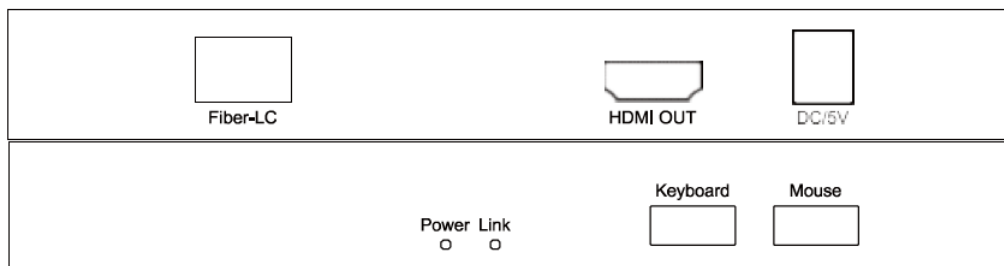 Fiber-LC
HDMI OUT
DC/5V
Keyboard
Mouse
Power
Link